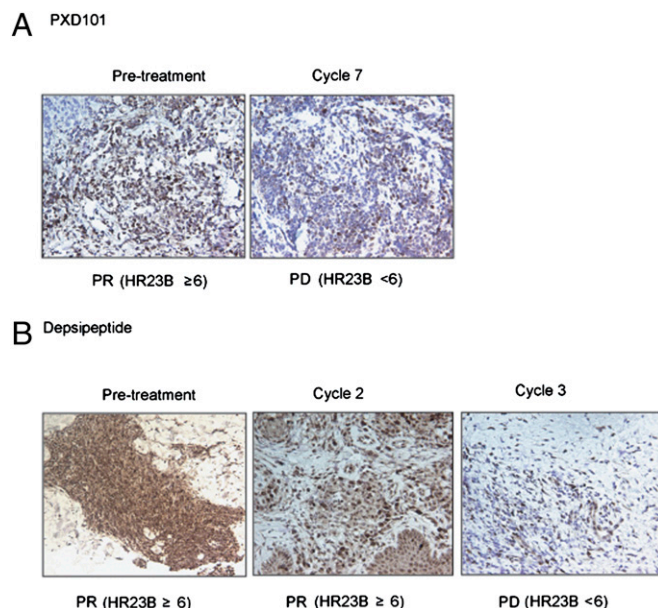 A PXD101
Pre-treatment Cycle 7
PR (HR23B ≥6) PD (HR23B <6)
B Depsipeptide
Pre-treatment Cycle 2 Cycle 3
PR (HR23B ≥ 6) PR (HR23B ≥ 6) PD (HR23B <6)